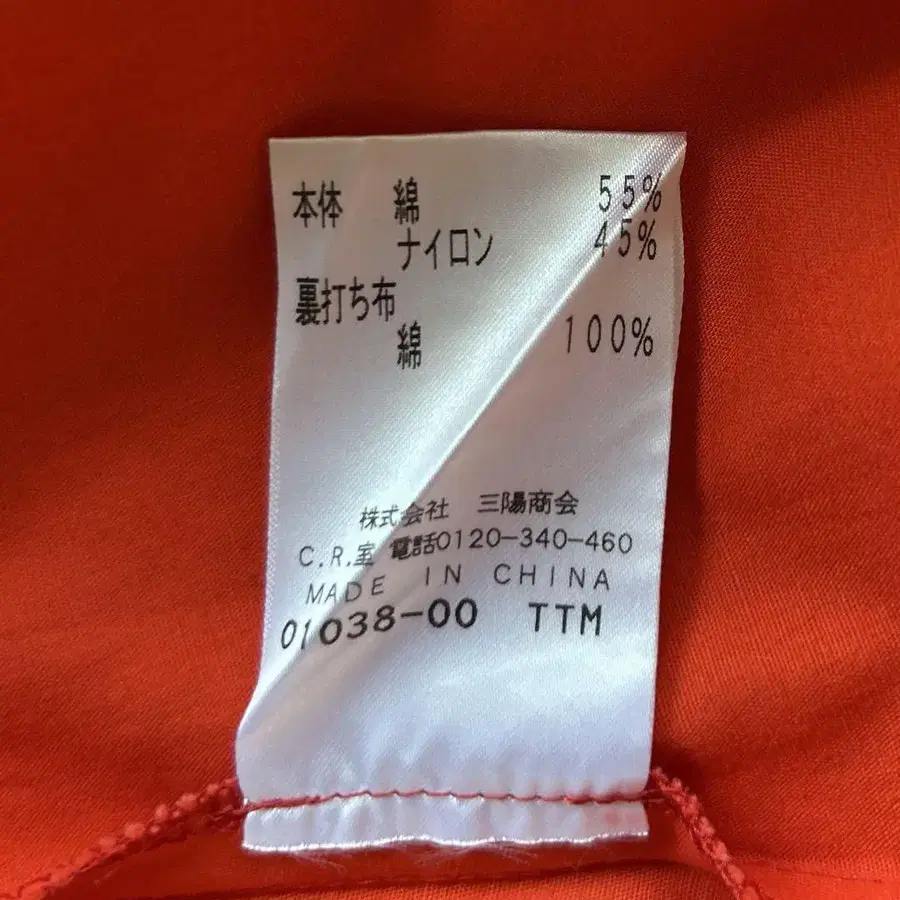 本体 綿 55%
ナイロン 45%
裏打ち布
綿 100%
株式会社 三陽商会
C.R.室 電話0120-340-460
MADE IN CHINA
01038-00 TTM